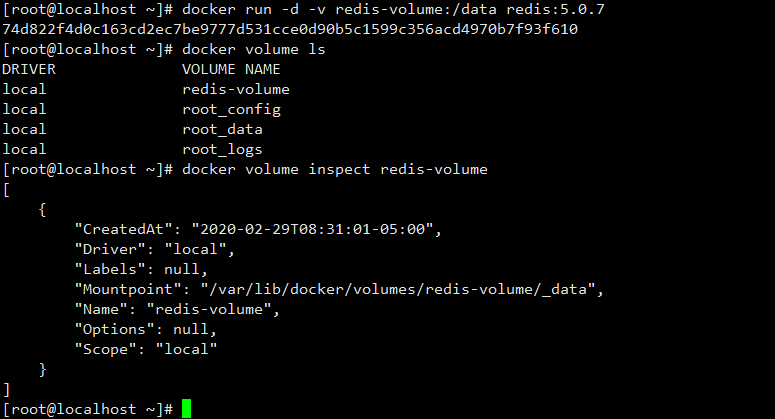 [root@localhost ~]# docker run -d -v redis-volume:/data redis:5.0.7
74d822f4d0c163cd2ec7be9777d531cce0d90b5c1599c356acd4970b7f93f610
[root@localhost ~]# docker volume ls
DRIVER              VOLUME NAME
local               redis-volume
local               root_config
local               root_data
local               root_logs
[root@localhost ~]# docker volume inspect redis-volume
[
    {
        "CreatedAt": "2020-02-29T08:31:01-05:00",
        "Driver": "local",
        "Labels": null,
        "Mountpoint": "/var/lib/docker/volumes/redis-volume/_data",
        "Name": "redis-volume",
        "Options": null,
        "Scope": "local"
    }
]
[root@localhost ~]#